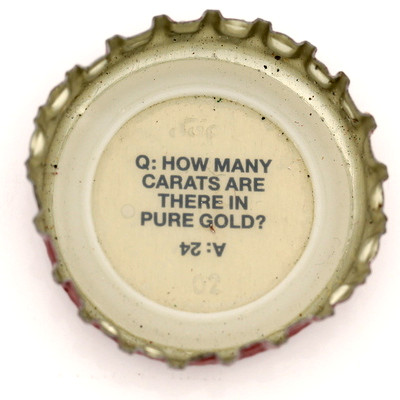 Q: HOW MANY
CARATS ARE
THERE IN
PURE GOLD?
A: 24
02